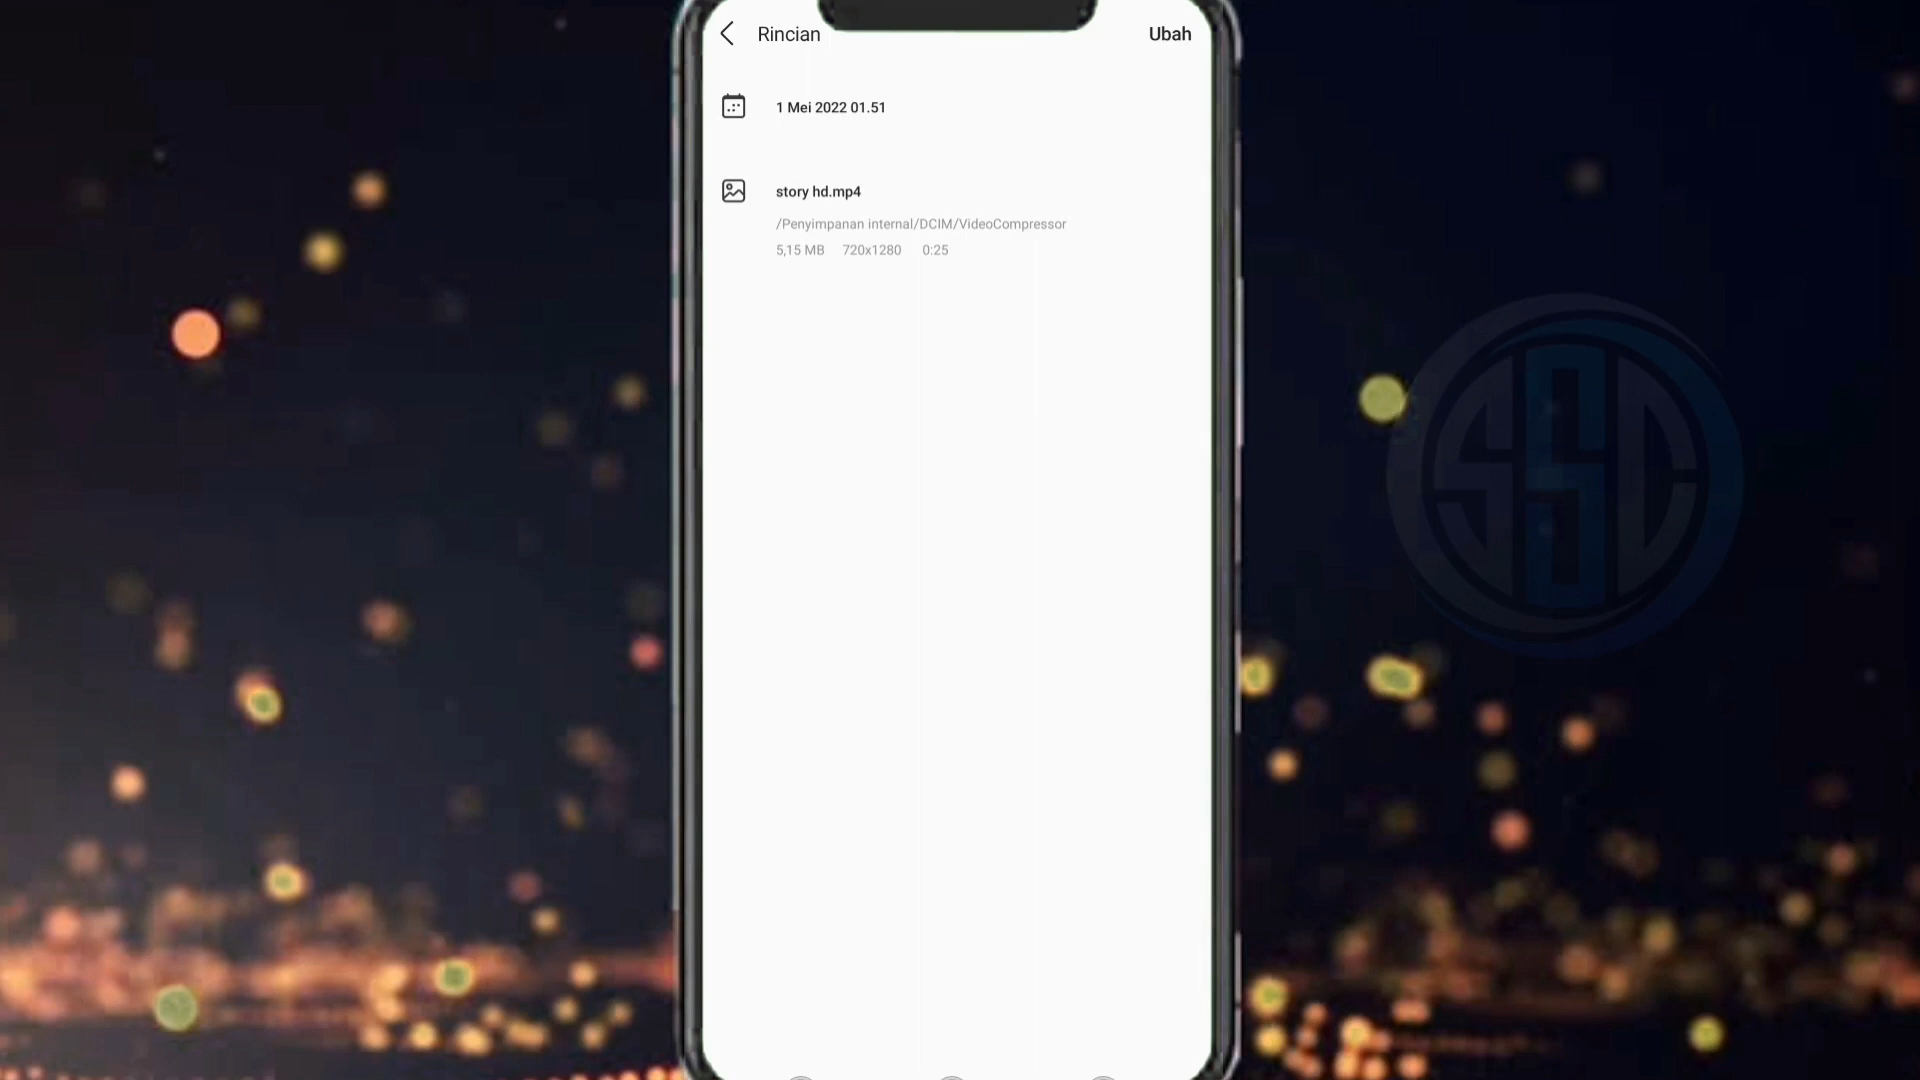 Rincian
Ubah
1 Mei 2022 01.51
story hd.mp4
/Penyimpanan internal/DCIM/VideoCompressor
5,15 MB 720x1280 0:25
SSC